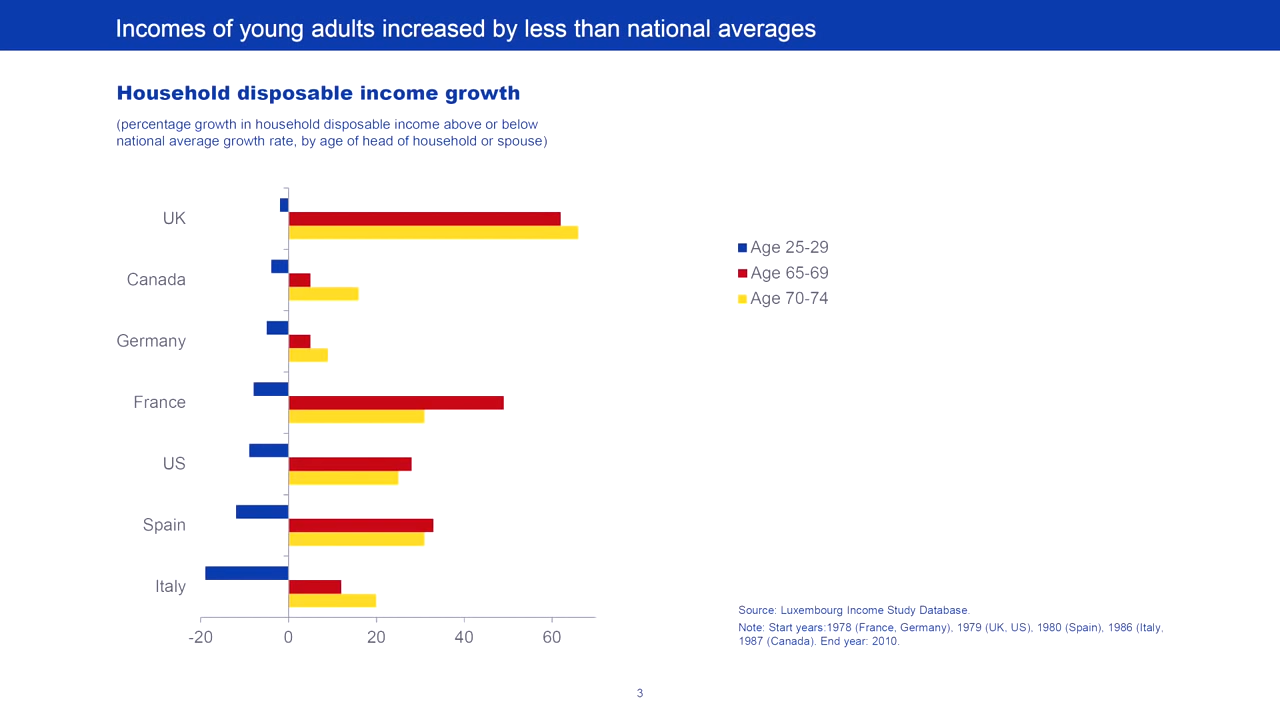 Incomes of young adults increased by less than national averages
Household disposable income growth
(percentage growth in household disposable income above or below
national average growth rate, by age of head of household or spouse)
UK
Canada
Germany
France
US
Spain
Italy
-20 0 20 40 60
Age 25-29
Age 65-69
Age 70-74
Source: Luxembourg Income Study Database.
Note: Start years:1978 (France, Germany), 1979 (UK, US), 1980 (Spain), 1986 (Italy,
1987 (Canada). End year: 2010.
3